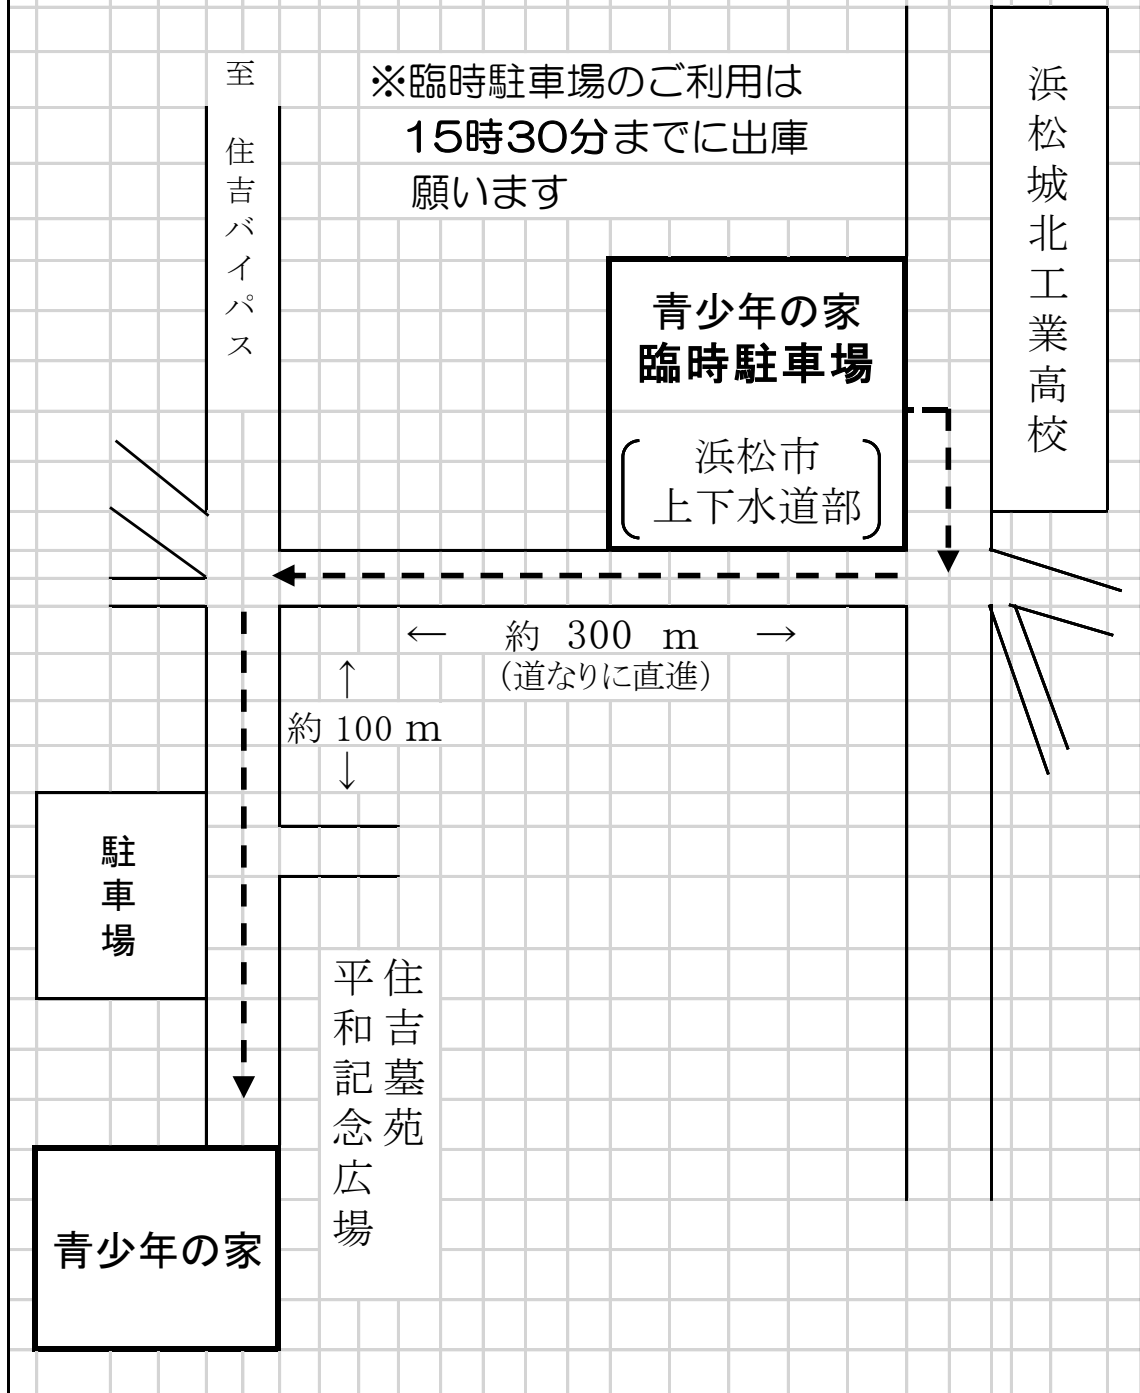 至 住吉バイパス
※臨時駐車場のご利用は
15時30分までに出庫
願います
浜松城北工業高校
青少年の家
臨時駐車場
浜松市
上下水道部
← 約 300 m →
(道なりに直進)
↑
約 100 m
↓
駐車場
住吉墓苑
平和記念広場
青少年の家